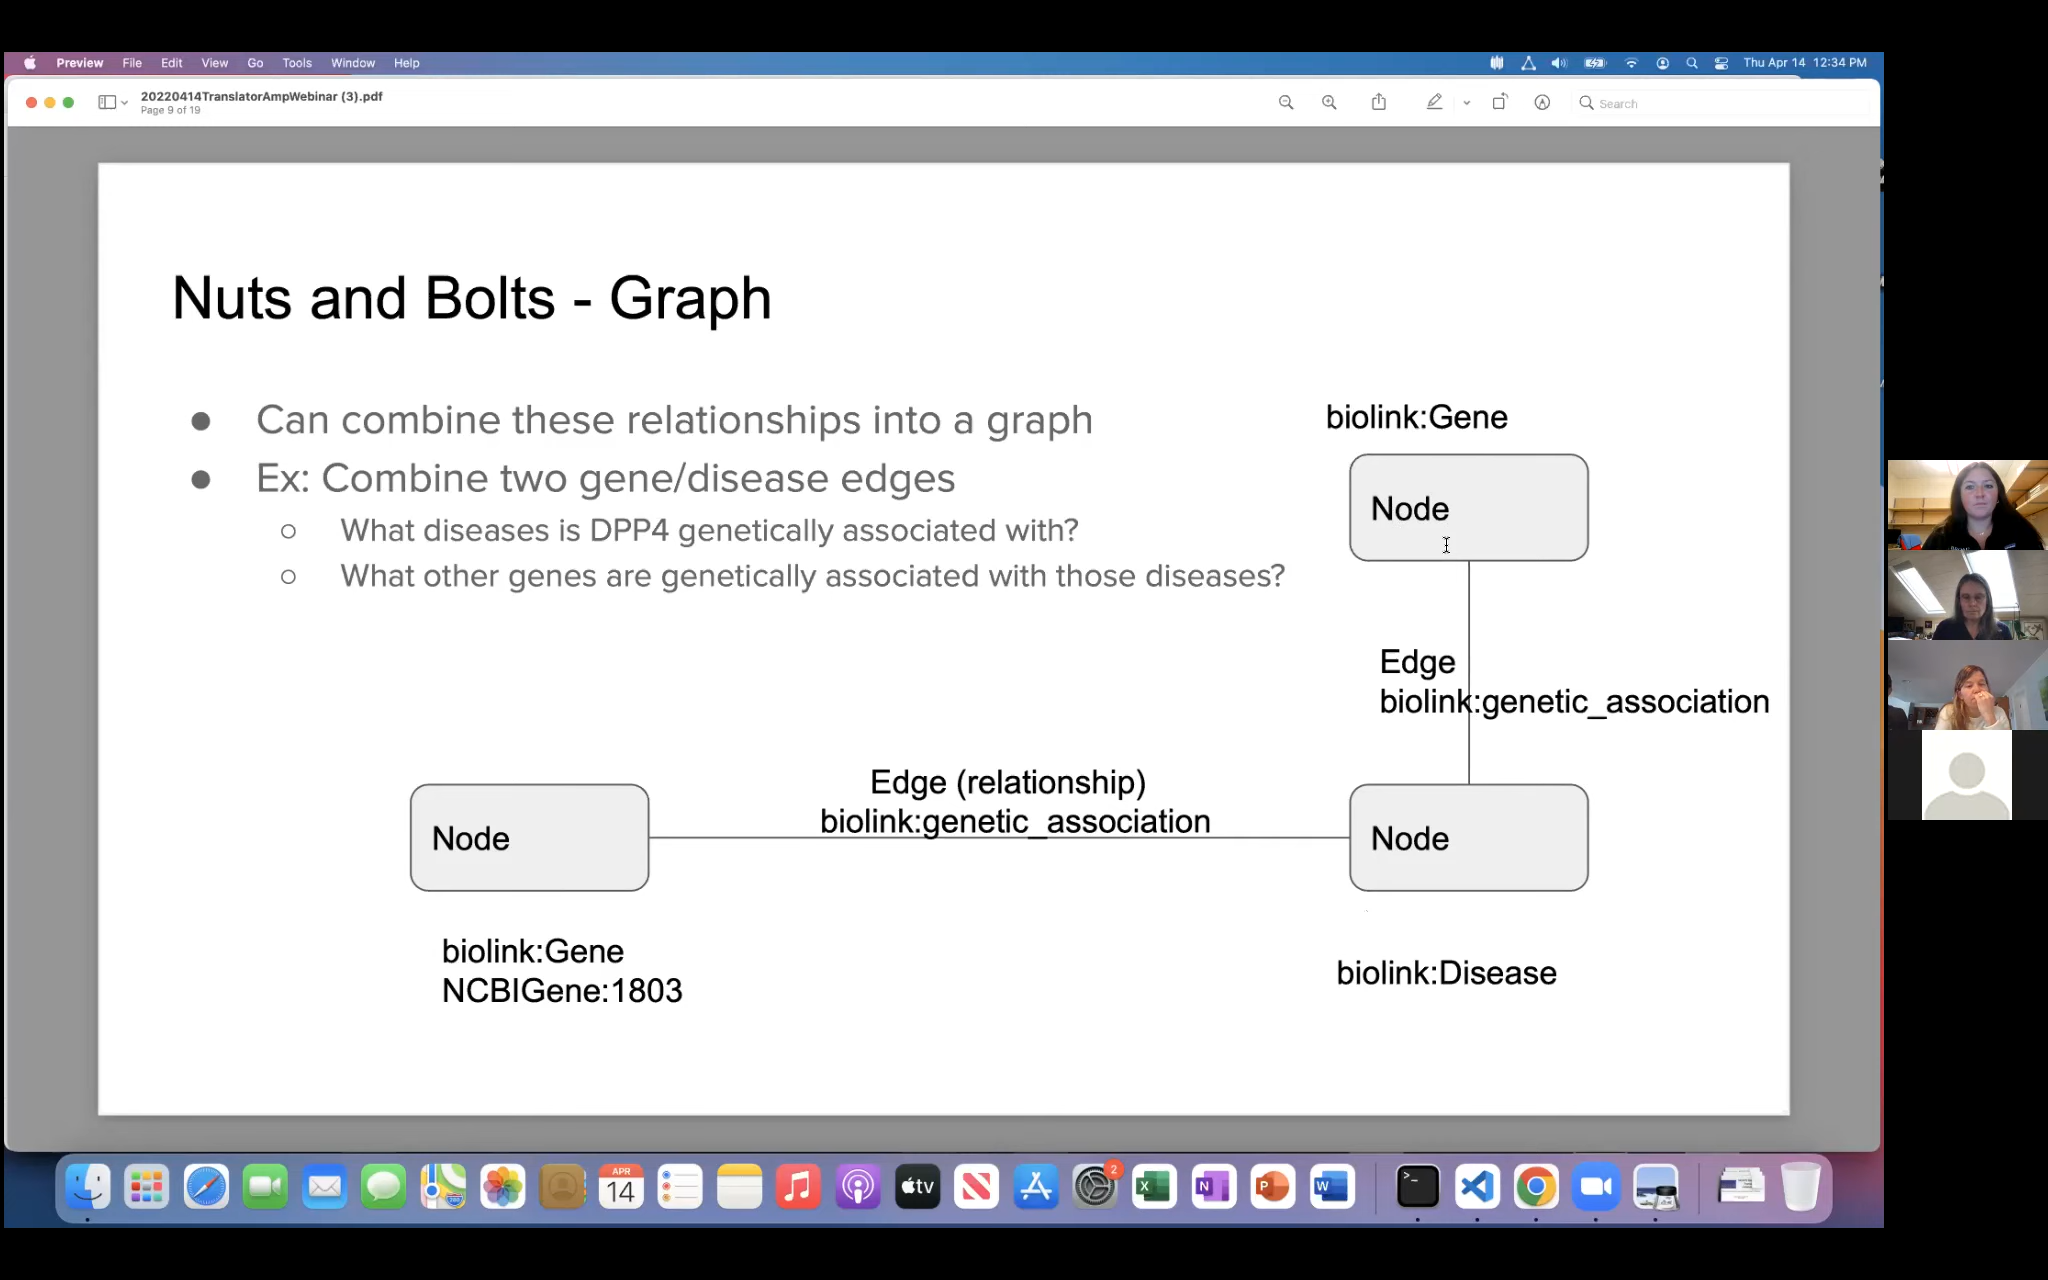 Preview File Edit View Go Tools Window Help
Thu Apr 14 12:34 PM
20220414TranslatorAmpWebinar (3).pdf
Page 9 of 19
Search
Nuts and Bolts - Graph
● Can combine these relationships into a graph
● Ex: Combine two gene/disease edges
○ What diseases is DPP4 genetically associated with?
○ What other genes are genetically associated with those diseases?
biolink:Gene
Node
Edge
biolink:genetic_association
Edge (relationship)
biolink:genetic_association
Node
Node
biolink:Gene
NCBIGene:1803
biolink:Disease
APR
14
tv
2
X
N
P
W